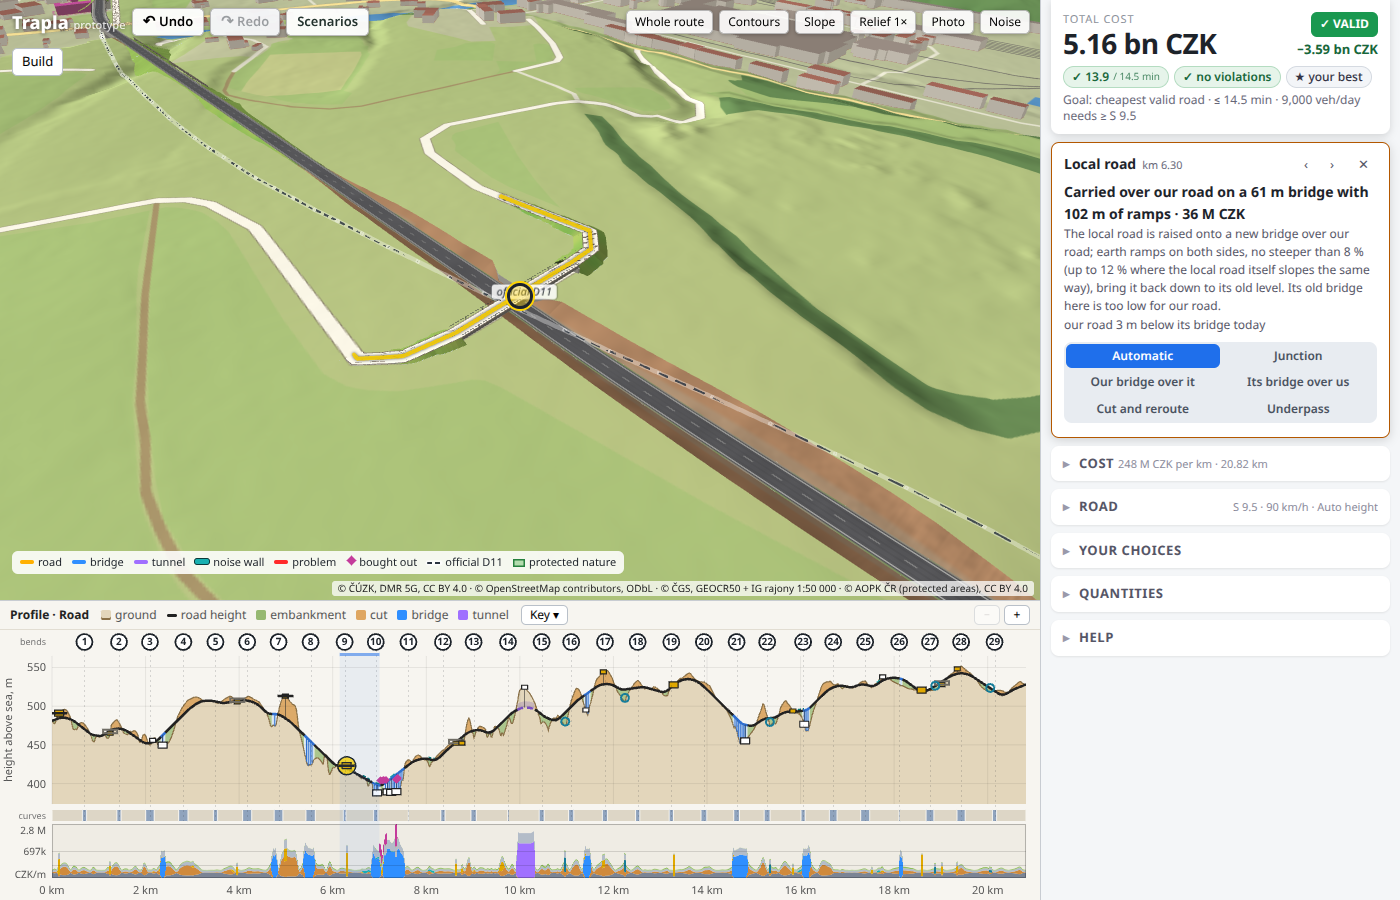 Trapla prototype
↶ Undo
↷ Redo
Scenarios
Whole route
Contours
Slope
Relief 1×
Photo
Noise
Build
official D11
road
bridge
tunnel
noise wall
problem
bought out
official D11
protected nature
© ČÚZK, DMR 5G, CC BY 4.0 · © OpenStreetMap contributors, ODbL · © ČGS, GEOCR50 + IG rajony 1:50 000 · © AOPK ČR (protected areas), CC BY 4.0
TOTAL COST
✓ VALID
5.16 bn CZK
−3.59 bn CZK
✓ 13.9 / 14.5 min
✓ no violations
★ your best
Goal: cheapest valid road · ≤ 14.5 min · 9,000 veh/day
needs ≥ S 9.5
Local road km 6.30
‹ › ✕
Carried over our road on a 61 m bridge with
102 m of ramps · 36 M CZK
The local road is raised onto a new bridge over our
road; earth ramps on both sides, no steeper than 8 %
(up to 12 % where the local road itself slopes the same
way), bring it back down to its old level. Its old bridge
here is too low for our road.
our road 3 m below its bridge today
Automatic
Junction
Our bridge over it
Its bridge over us
Cut and reroute
Underpass
▶ COST 248 M CZK per km · 20.82 km
▶ ROAD S 9.5 · 90 km/h · Auto height
▶ YOUR CHOICES
▶ QUANTITIES
▶ HELP
Profile · Road
ground
road height
embankment
cut
bridge
tunnel
Key ▾
− +
bends 1 2 3 4 5 6 7 8 9 10 11 12 13 14 15 16 17 18 19 20 21 22 23 24 25 26 27 28 29
height above sea, m
550
500
450
400
curves
2.8 M
697k
CZK/m
0 km 2 km 4 km 6 km 8 km 10 km 12 km 14 km 16 km 18 km 20 km